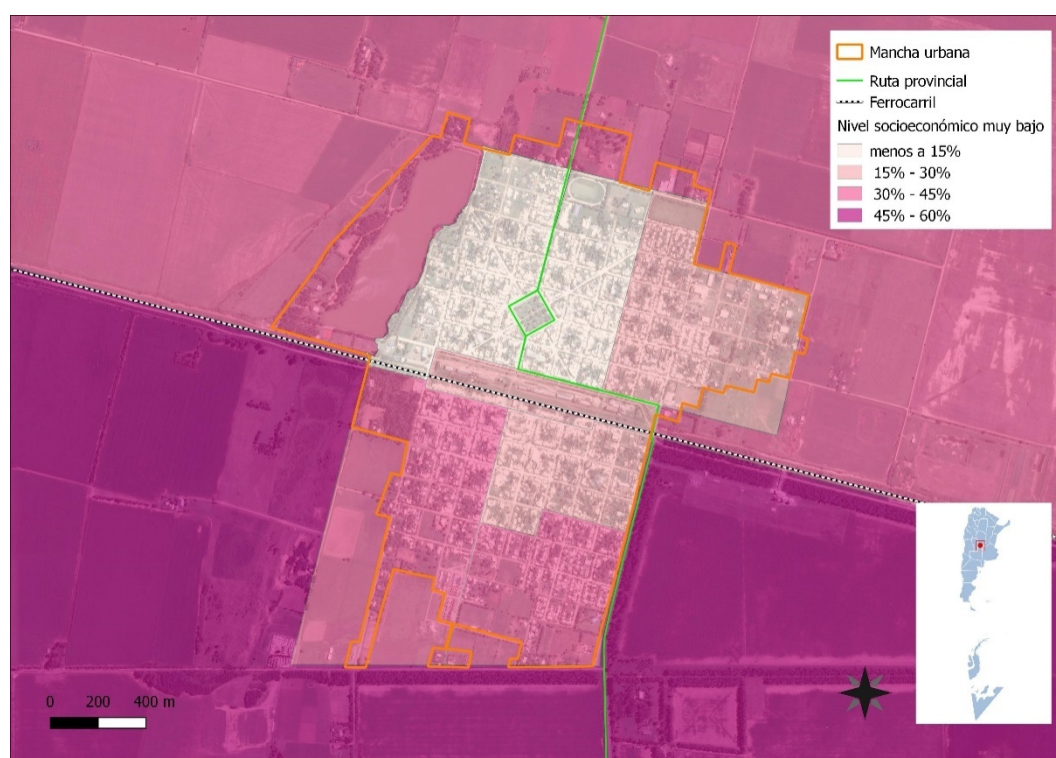 Mancha urbana
Ruta provincial
Ferrocarril
Nivel socioeconómico muy bajo
menos a 15%
15% - 30%
30% - 45%
45% - 60%
0 200 400 m